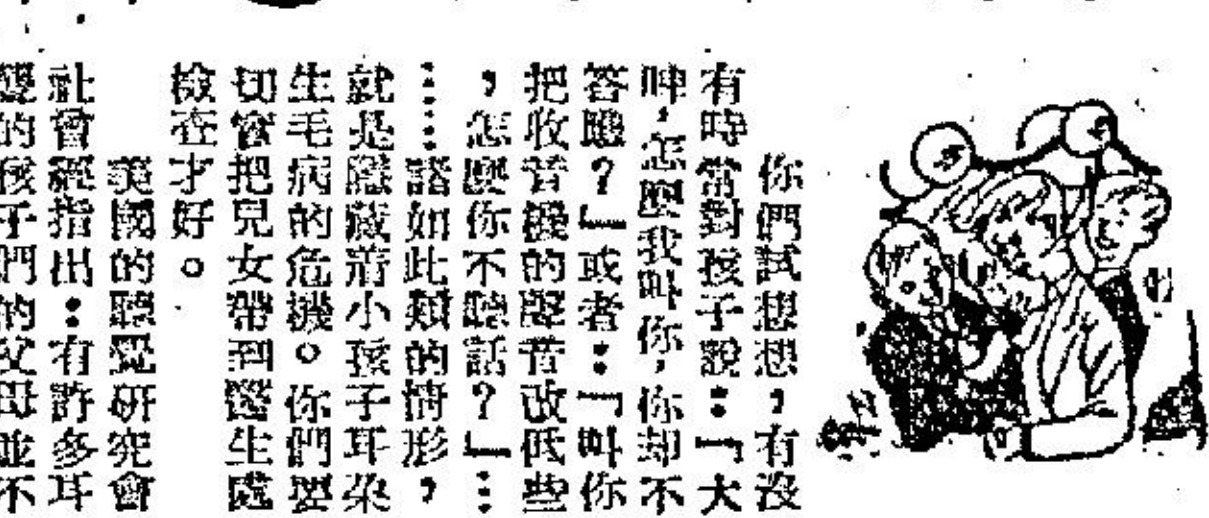 你們試想想，有沒
有時常對孩子說：「大
呻，怎麼我叫你，你却不
答應？」或者：「叫你
把收音機的聲音改低些
，怎麼你不聽話？」…
……諸如此類的情形，
就是隱藏着小孩子耳朶
生毛病的危機。你們要
切實把兒女帶到醫生處
檢查才好。
美國的聽覺研究會
社曾經指出：有許多耳
聾的孩子們的父母並不